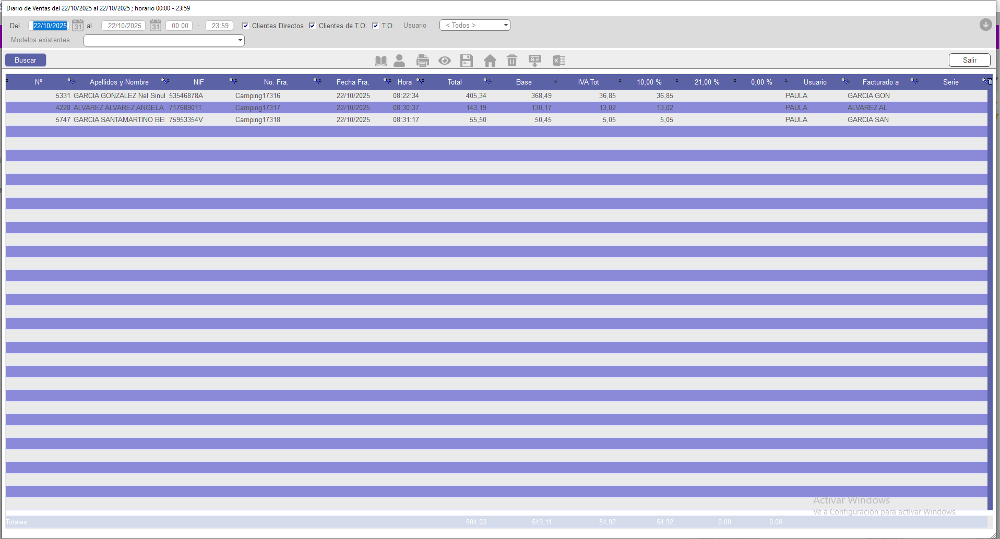 Diario de Ventas del 22/10/2025 al 22/10/2025 ; horario 00:00 - 23:59
Del 22/10/2025 31 al 22/10/2025 31 00:00 - 23:59 Clientes Directos Clientes de T.O. T.O. Usuario < Todos >
Modelos existentes
Buscar Salir
Nº Apellidos y Nombre NIF No. Fra. Fecha Fra. Hora Total Base IVA Tot 10,00 % 21,00 % 0,00 % Usuario Facturado a Serie
5331 GARCIA GONZALEZ Nel Sinul 53546878A Camping17316 22/10/2025 08:22:34 405,34 368,49 36,85 36,85 PAULA GARCIA GON
4228 ALVAREZ ALVAREZ ANGELA 71768901T Camping17317 22/10/2025 08:30:37 143,19 130,17 13,02 13,02 PAULA ALVAREZ AL
5747 GARCIA SANTAMARTINO BE 75953354V Camping17318 22/10/2025 08:31:17 55,50 50,45 5,05 5,05 PAULA GARCIA SAN
Activar Windows
Ve a Configuración para activar Windows.
Totales 604,03 549,11 54,92 54,92 0,00 0,00